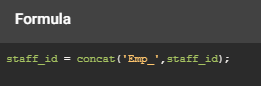 Formula
staff_id = concat('Emp_',staff_id);